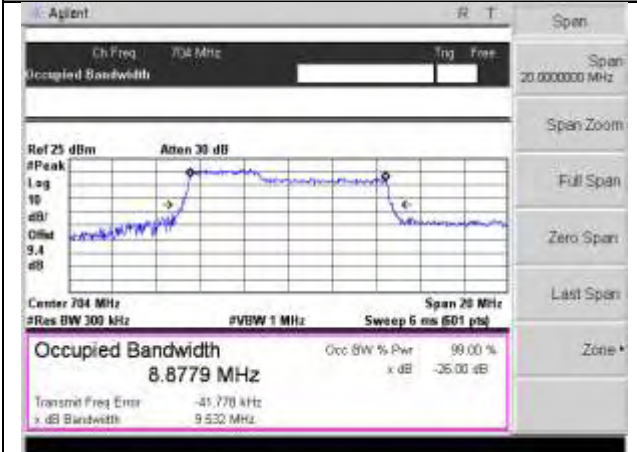 Agilent R T
Ch Freq 704 MHz Trig Free
Occupied Bandwidth
Ref 25 dBm Atten 30 dB
#Peak
Log
10
dB/
Offst
9.4
dB
Center 704 MHz Span 20 MHz
#Res BW 300 kHz #VBW 1 MHz Sweep 6 ms (601 pts)
Occupied Bandwidth Occ BW % Pwr 99.00 %
8.8779 MHz x dB -26.00 dB
Transmit Freq Error -41.778 kHz
x dB Bandwidth 9.532 MHz
Span
Span
20.0000000 MHz
Span Zoom
Full Span
Zero Span
Last Span
Zone